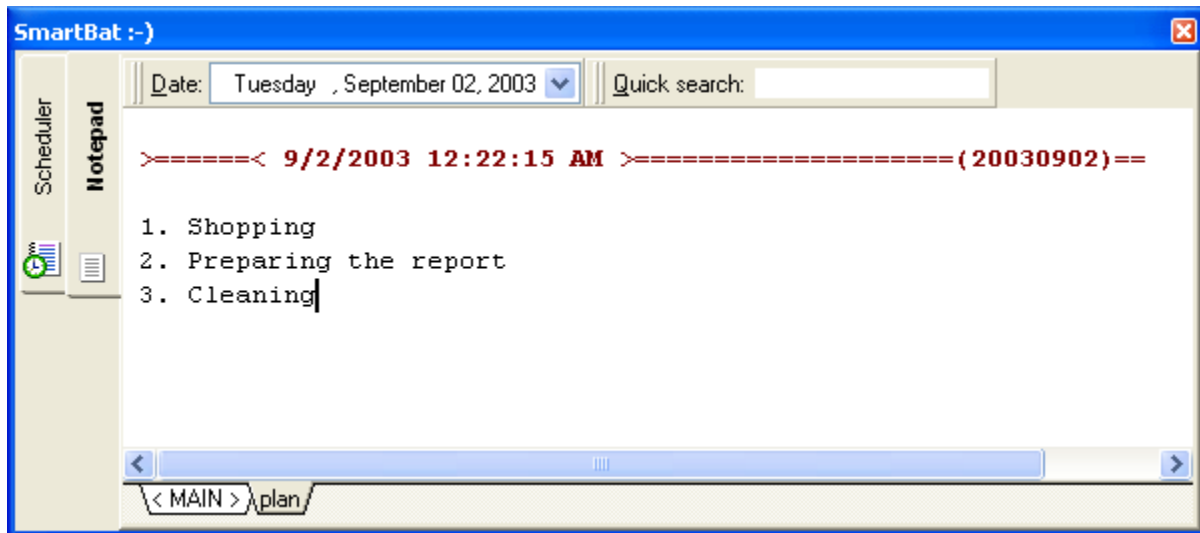 SmartBat :-)
Scheduler
Notepad
Date: Tuesday , September 02, 2003
Quick search:
>======< 9/2/2003 12:22:15 AM >====================(20030902)==
1. Shopping
2. Preparing the report
3. Cleaning
< MAIN >
plan